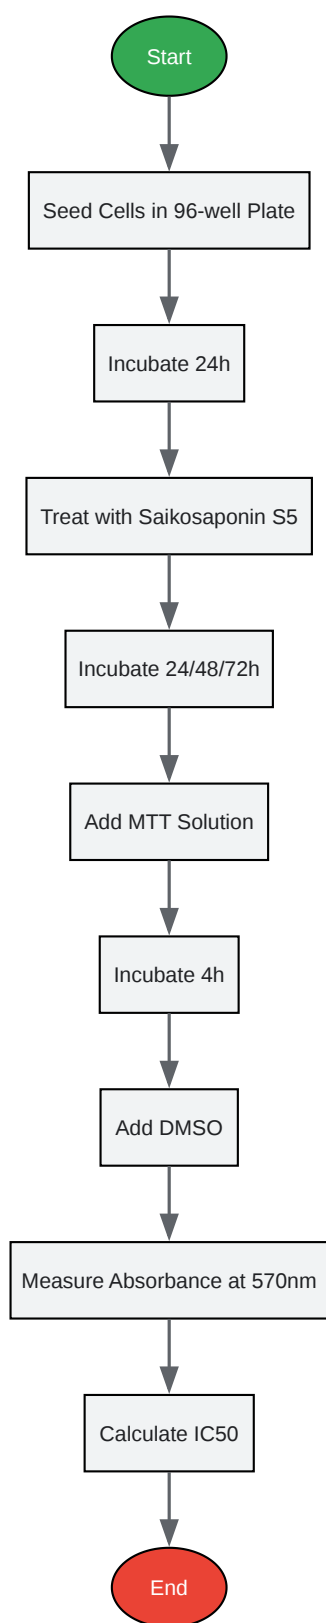 Start
Seed Cells in 96-well Plate
Incubate 24h
Treat with Saikosaponin S5
Incubate 24/48/72h
Add MTT Solution
Incubate 4h
Add DMSO
Measure Absorbance at 570nm
Calculate IC50
End